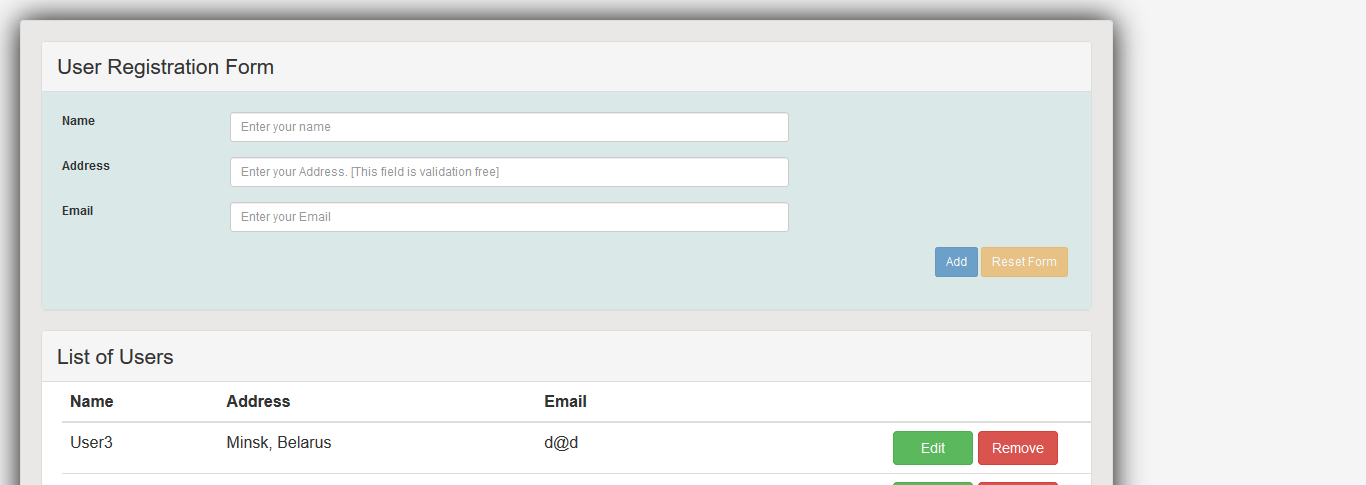 User Registration Form
Name
Enter your name
Address
Enter your Address. [This field is validation free]
Email
Enter your Email
Add Reset Form
List of Users
Name Address Email
User3 Minsk, Belarus d@d Edit Remove